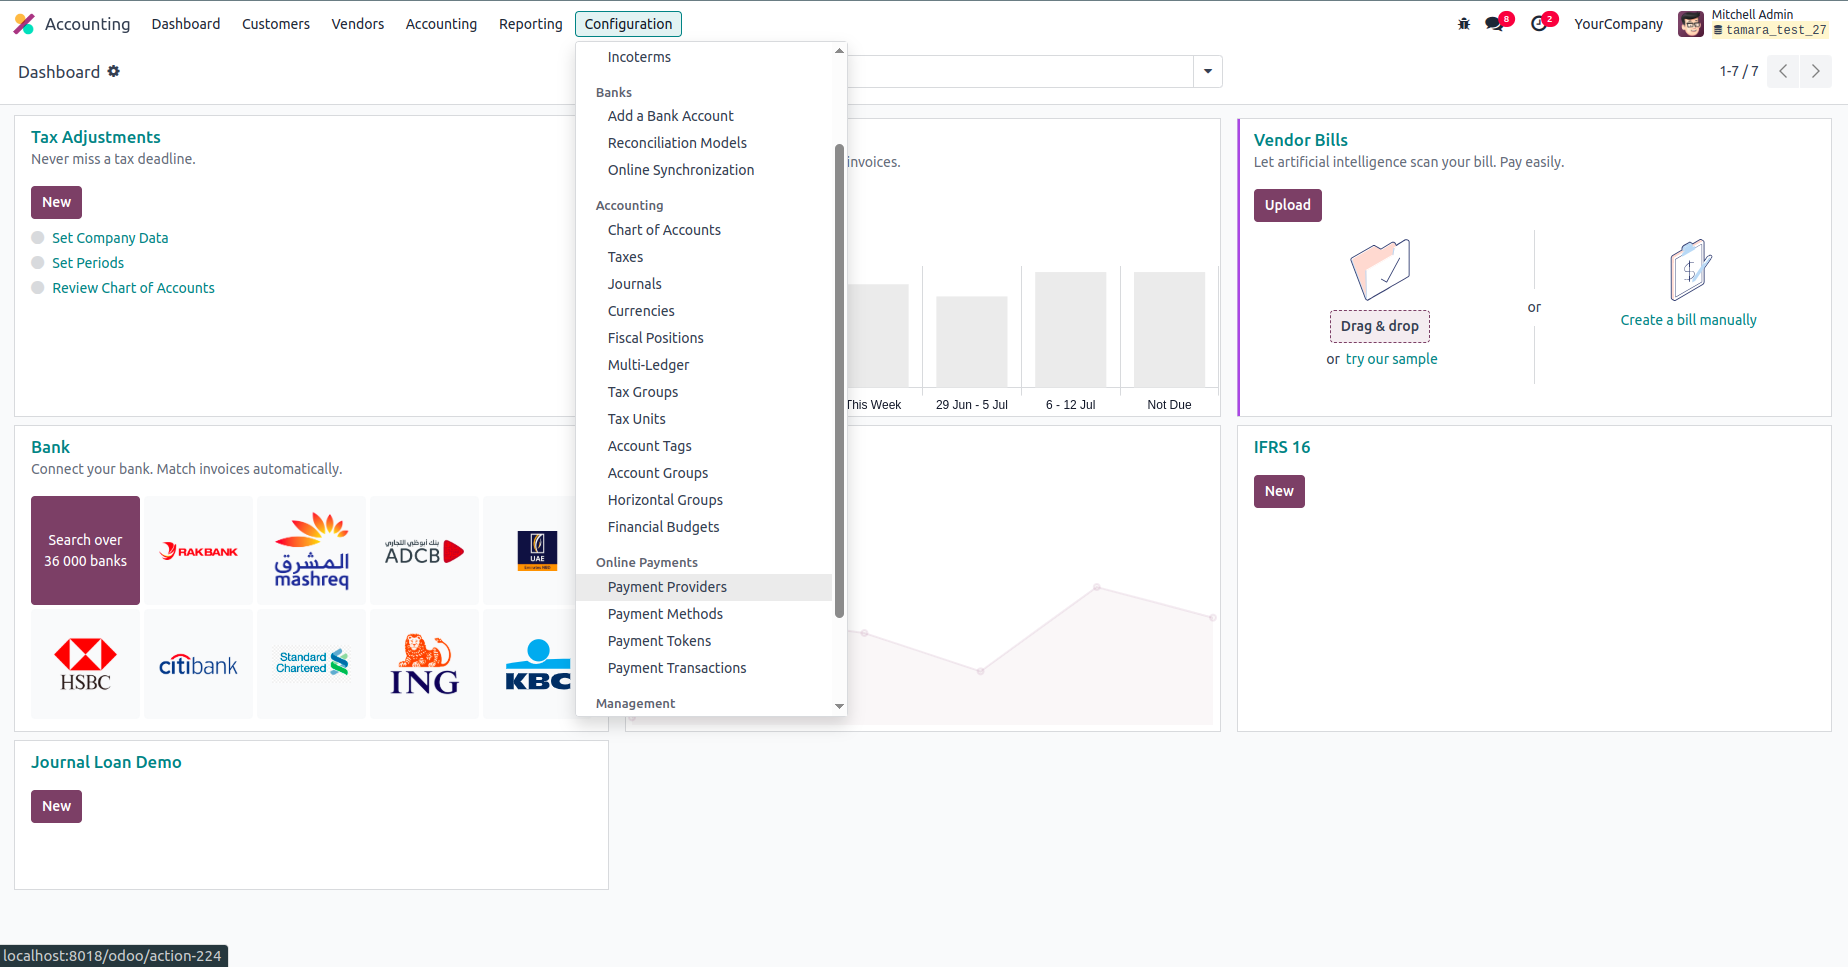 Accounting Dashboard Customers Vendors Accounting Reporting Configuration 8 2 YourCompany Mitchell Admin
tamara_test_27
Dashboard 1-7 / 7
Incoterms
Banks
Add a Bank Account
Reconciliation Models
Online Synchronization
Accounting
Chart of Accounts
Taxes
Journals
Currencies
Fiscal Positions
Multi-Ledger
Tax Groups
Tax Units
Account Tags
Account Groups
Horizontal Groups
Financial Budgets
Online Payments
Payment Providers
Payment Methods
Payment Tokens
Payment Transactions
Management
Tax Adjustments
Never miss a tax deadline.
New
Set Company Data
Set Periods
Review Chart of Accounts
invoices.
This Week 29 Jun - 5 Jul 6 - 12 Jul Not Due
Vendor Bills
Let artificial intelligence scan your bill. Pay easily.
Upload
Drag & drop
or try our sample
or
$
Create a bill manually
Bank
Connect your bank. Match invoices automatically.
Search over
36 000 banks
RAKBANK
المشرق
mashreq
بنك أبوظبي التجاري
ADCB
UAE
HSBC
citibank
Standard
Chartered
ING
KBC
IFRS 16
New
Journal Loan Demo
New
localhost:8018/odoo/action-224